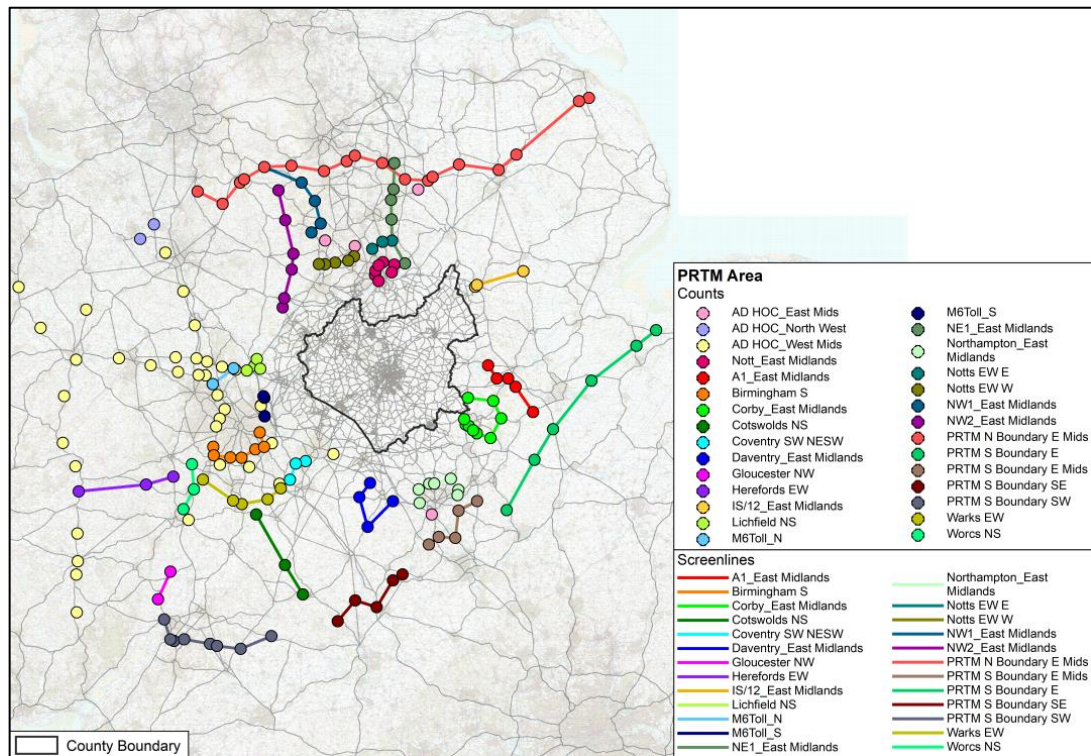 PRTM Area
Counts
AD HOC_East Mids
AD HOC_North West
AD HOC_West Mids
Nott_East Midlands
A1_East Midlands
Birmingham S
Corby_East Midlands
Cotswolds NS
Coventry SW NESW
Daventry_East Midlands
Gloucester NW
Herefords EW
IS/12_East Midlands
Lichfield NS
M6Toll_N
M6Toll_S
NE1_East Midlands
Northampton_East
Midlands
Notts EW E
Notts EW W
NW1_East Midlands
NW2_East Midlands
PRTM N Boundary E Mids
PRTM S Boundary E
PRTM S Boundary E Mids
PRTM S Boundary SE
PRTM S Boundary SW
Warks EW
Worcs NS
Screenlines
A1_East Midlands
Birmingham S
Corby_East Midlands
Cotswolds NS
Coventry SW NESW
Daventry_East Midlands
Gloucester NW
Herefords EW
IS/12_East Midlands
Lichfield NS
M6Toll_N
M6Toll_S
NE1_East Midlands
Northampton_East
Midlands
Notts EW E
Notts EW W
NW1_East Midlands
NW2_East Midlands
PRTM N Boundary E Mids
PRTM S Boundary E Mids
PRTM S Boundary E
PRTM S Boundary SE
PRTM S Boundary SW
Warks EW
Worcs NS
County Boundary